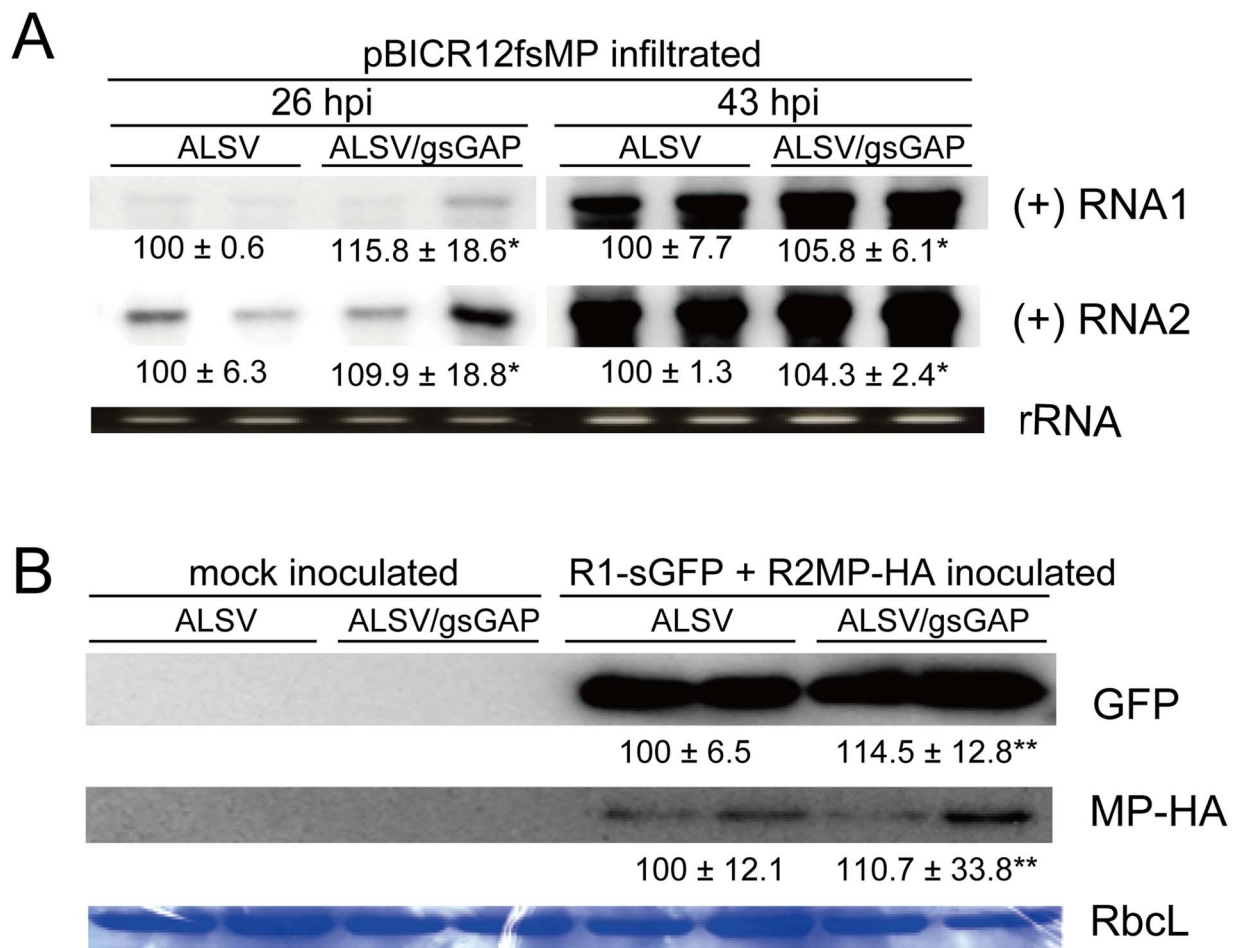 A
pBICR12fsMP infiltrated
26 hpi 43 hpi
ALSV ALSV/gsGAP ALSV ALSV/gsGAP
(+) RNA1
100 ± 0.6 115.8 ± 18.6* 100 ± 7.7 105.8 ± 6.1*
(+) RNA2
100 ± 6.3 109.9 ± 18.8* 100 ± 1.3 104.3 ± 2.4*
rRNA
B
mock inoculated R1-sGFP + R2MP-HA inoculated
ALSV ALSV/gsGAP ALSV ALSV/gsGAP
GFP
100 ± 6.5 114.5 ± 12.8**
MP-HA
100 ± 12.1 110.7 ± 33.8**
RbcL